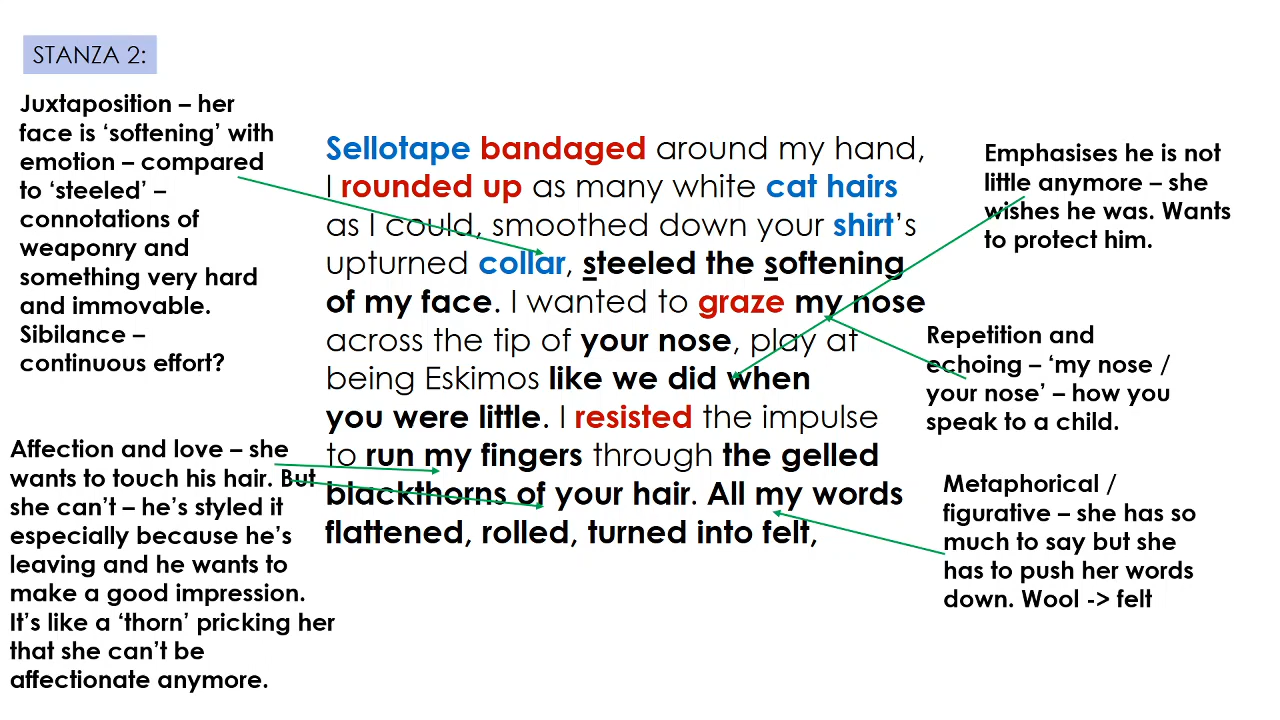 STANZA 2:
Juxtaposition – her
face is ‘softening’ with
emotion – compared
to ‘steeled’ –
connotations of
weaponry and
something very hard
and immovable.
Sibilance –
continuous effort?
Affection and love – she
wants to touch his hair. But
she can’t – he’s styled it
especially because he’s
leaving and he wants to
make a good impression.
It’s like a ‘thorn’ pricking her
that she can’t be
affectionate anymore.
Sellotape bandaged around my hand,
I rounded up as many white cat hairs
as I could, smoothed down your shirt’s
upturned collar, steeled the softening
of my face. I wanted to graze my nose
across the tip of your nose, play at
being Eskimos like we did when
you were little. I resisted the impulse
to run my fingers through the gelled
blackthorns of your hair. All my words
flattened, rolled, turned into felt,
Emphasises he is not
little anymore – she
wishes he was. Wants
to protect him.
Repetition and
echoing – ‘my nose /
your nose’ – how you
speak to a child.
Metaphorical /
figurative – she has so
much to say but she
has to push her words
down. Wool -> felt